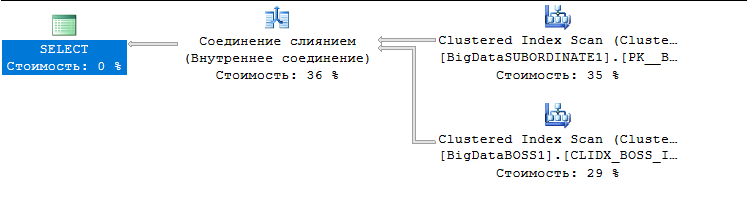 SELECT
Стоимость: 0 %
Соединение слиянием
(Внутреннее соединение)
Стоимость: 36 %
Clustered Index Scan (Cluste…
[BigDataSUBORDINATE1].[PK__B…
Стоимость: 35 %
Clustered Index Scan (Cluste…
[BigDataBOSS1].[CLIDX_BOSS_I…
Стоимость: 29 %